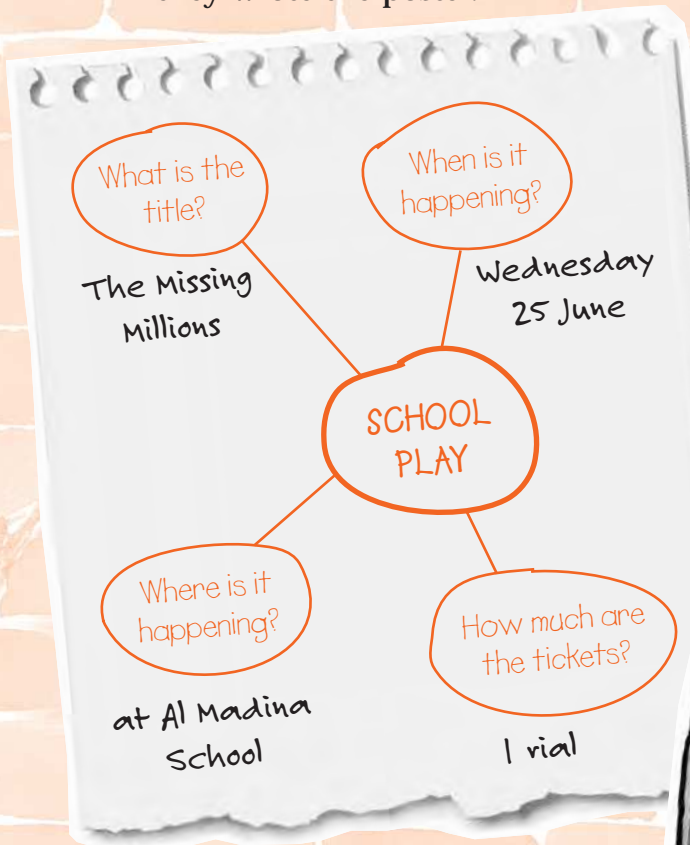 What is the
title?
The Missing
Millions
When is it
happening?
Wednesday
25 June
SCHOOL
PLAY
Where is it
happening?
at Al Madina
School
How much are
the tickets?
1 rial